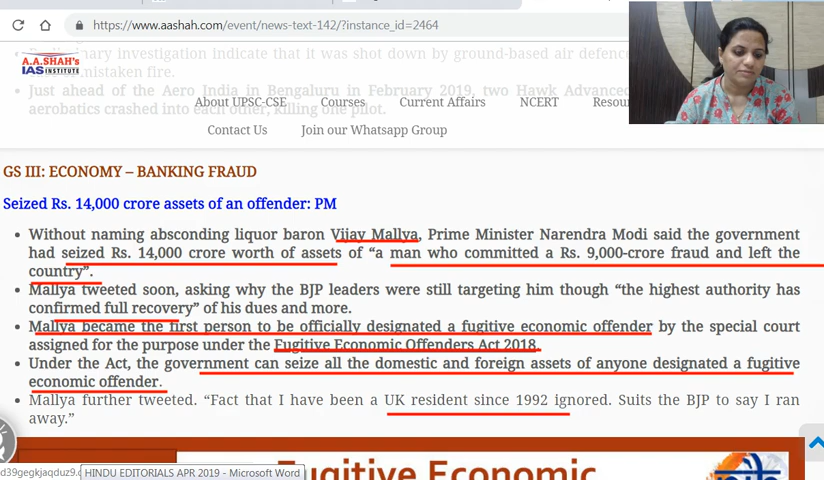 https://www.aashah.com/event/news-text-142/?instance_id=2464
inary investigation indicate that it was shot down by ground-based air defence
mistaken fire.
A.A.SHAH's
IAS INSTITUTE
Just ahead of the Aero India in Bengaluru in February 2019, two Hawk Advanced
About UPSC-CSE Courses Current Affairs NCERT Resou
aerobatics crashed into each other, killing one pilot.
Contact Us Join our Whatsapp Group
GS III: ECONOMY – BANKING FRAUD
Seized Rs. 14,000 crore assets of an offender: PM
• Without naming absconding liquor baron Vijay Mallya, Prime Minister Narendra Modi said the government
had seized Rs. 14,000 crore worth of assets of “a man who committed a Rs. 9,000-crore fraud and left the
country”.
• Mallya tweeted soon, asking why the BJP leaders were still targeting him though “the highest authority has
confirmed full recovery” of his dues and more.
• Mallya became the first person to be officially designated a fugitive economic offender by the special court
assigned for the purpose under the Fugitive Economic Offenders Act 2018.
• Under the Act, the government can seize all the domestic and foreign assets of anyone designated a fugitive
economic offender.
• Mallya further tweeted. “Fact that I have been a UK resident since 1992 ignored. Suits the BJP to say I ran
away.”
Fugitive Economic
d39gegkjaqduz9.c
HINDU EDITORIALS APR 2019 - Microsoft Word